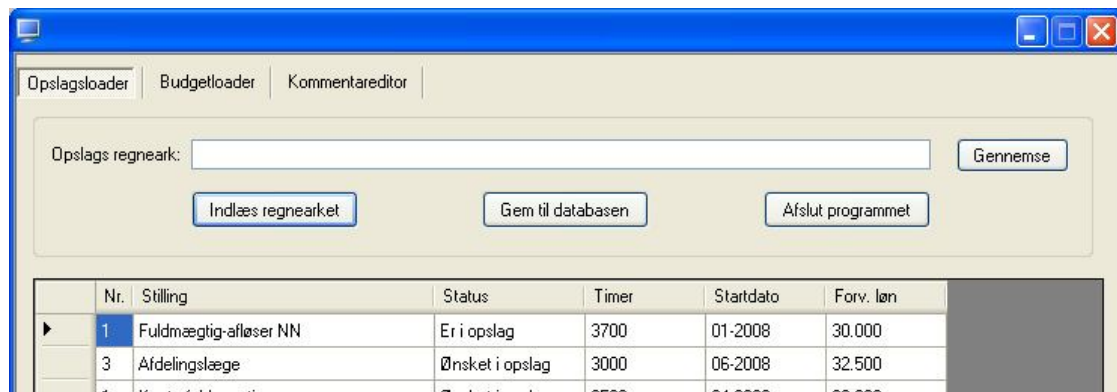 Opslagsloader Budgetloader Kommentareditor
Opslags regneark: Gennemse
Indlæs regnearket Gem til databasen Afslut programmet
Nr. Stilling Status Timer Startdato Forv. løn
1 Fuldmægtig-afløser NN Er i opslag 3700 01-2008 30.000
3 Afdelingslæge Ønsket i opslag 3000 06-2008 32.500